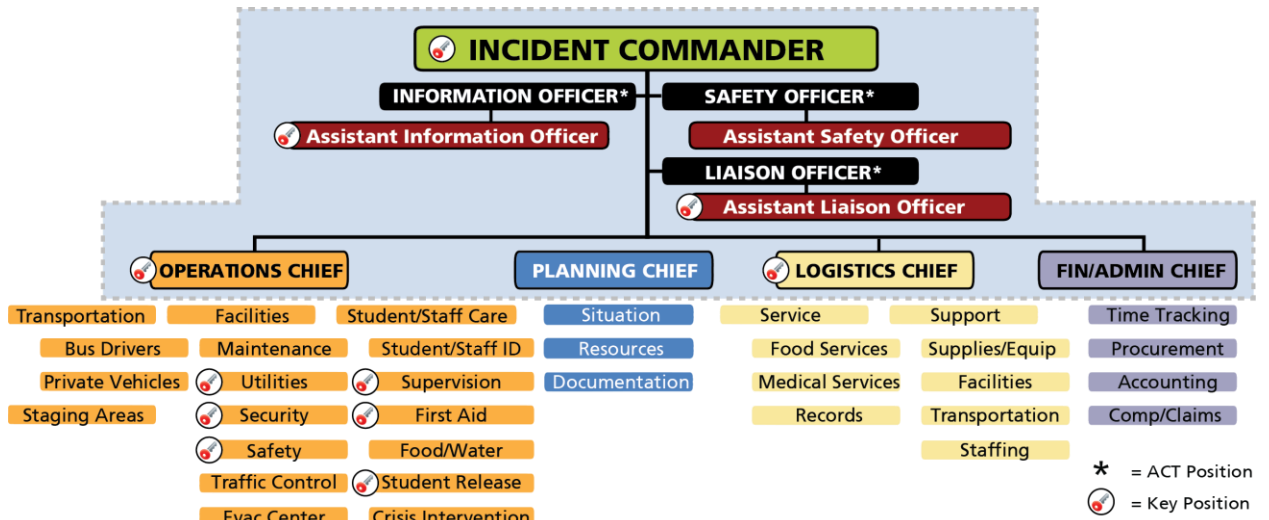 INCIDENT COMMANDER
INFORMATION OFFICER*
SAFETY OFFICER*
Assistant Information Officer
Assistant Safety Officer
LIAISON OFFICER*
Assistant Liaison Officer
OPERATIONS CHIEF
PLANNING CHIEF
LOGISTICS CHIEF
FIN/ADMIN CHIEF
Transportation
Bus Drivers
Private Vehicles
Staging Areas
Facilities
Maintenance
Utilities
Security
Safety
Traffic Control
Evac Center
Student/Staff Care
Student/Staff ID
Supervision
First Aid
Food/Water
Student Release
Crisis Intervention
Situation
Resources
Documentation
Service
Food Services
Medical Services
Records
Support
Supplies/Equip
Facilities
Transportation
Staffing
Time Tracking
Procurement
Accounting
Comp/Claims
* = ACT Position
= Key Position